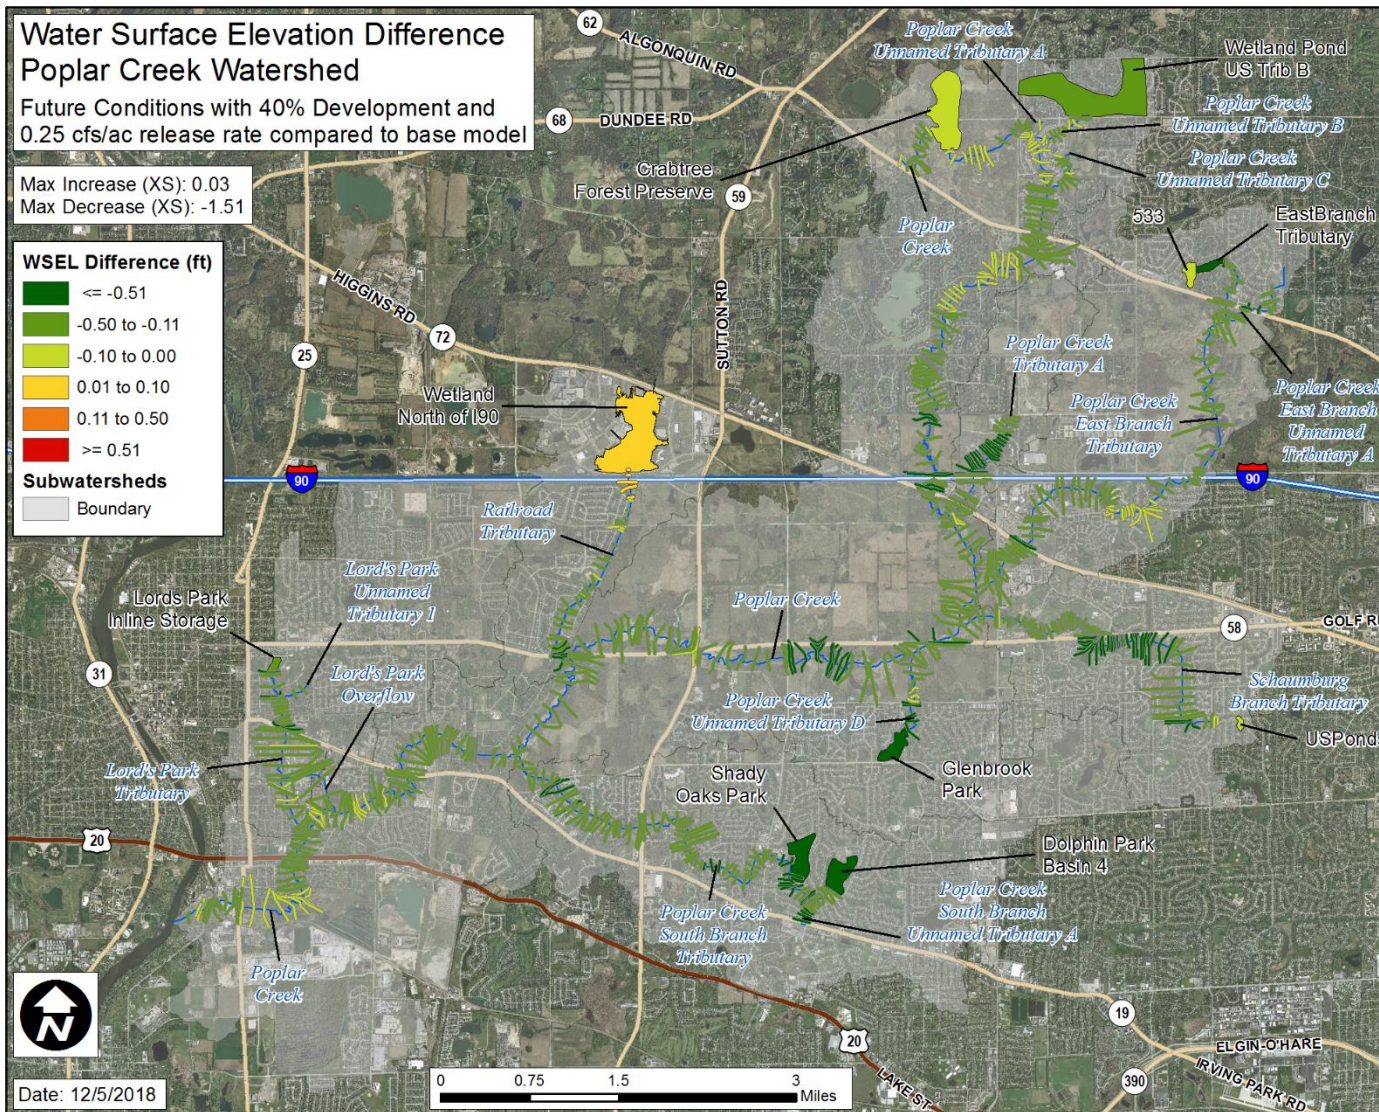 Water Surface Elevation Difference
Poplar Creek Watershed
Future Conditions with 40% Development and
0.25 cfs/ac release rate compared to base model
Max Increase (XS): 0.03
Max Decrease (XS): -1.51
WSEL Difference (ft)
<= -0.51
-0.50 to -0.11
-0.10 to 0.00
0.01 to 0.10
0.11 to 0.50
>= 0.51
Subwatersheds
Boundary
62
ALGONQUIN RD
68
DUNDEE RD
Poplar Creek
Unnamed Tributary A
Wetland Pond
US Trib B
Poplar Creek
Unnamed Tributary B
Poplar Creek
Unnamed Tributary C
Crabtree
Forest Preserve
59
Poplar
Creek
533
EastBranch
Tributary
HIGGINS RD
72
25
SUTTON RD
Poplar Creek
Tributary A
Poplar Creek
East Branch
Tributary
Poplar Creek
East Branch
Unnamed
Tributary A
Wetland
North of I90
90
90
Railroad
Tributary
Lord's Park
Unnamed
Tributary 1
Lords Park
Inline Storage
Poplar Creek
58
GOLF R
31
Lord's Park
Overflow
Schaumburg
Branch Tributary
Poplar Creek
Unnamed Tributary D
USPonds
Lord's Park
Tributary
Shady
Oaks Park
Glenbrook
Park
20
Dolphin Park
Basin 4
Poplar Creek
South Branch
Tributary
Poplar Creek
South Branch
Unnamed Tributary A
Poplar
Creek
N
19
20
LAKE ST
ELGIN-O'HARE
390
IRVING PARK RD
Date: 12/5/2018
0 0.75 1.5 3
Miles